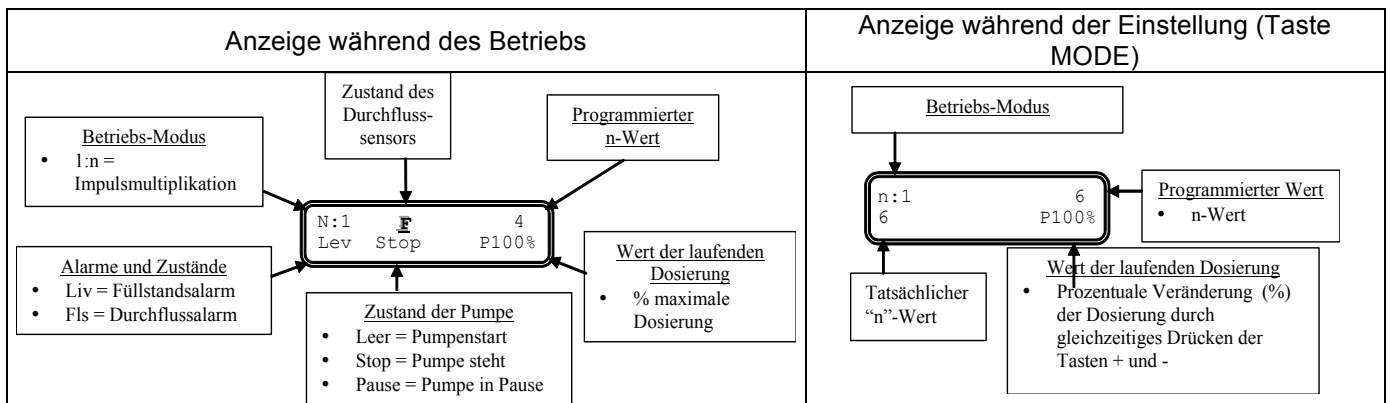 Anzeige während des Betriebs
Anzeige während der Einstellung (Taste
MODE)
Zustand des
Durchfluss-
sensors
Betriebs-Modus
• 1:n =
Impulsmultiplikation
Programmierter
n-Wert
N:1 F 4
Lev Stop P100%
Alarme und Zustände
• Liv = Füllstandsalarm
• Fls = Durchflussalarm
Zustand der Pumpe
• Leer = Pumpenstart
• Stop = Pumpe steht
• Pause = Pumpe in Pause
Wert der laufenden
Dosierung
• % maximale
Dosierung
Betriebs-Modus
n:1 6
6 P100%
Programmierter Wert
• n-Wert
Tatsächlicher
“n”-Wert
Wert der laufenden Dosierung
• Prozentuale Veränderung (%)
der Dosierung durch
gleichzeitiges Drücken der
Tasten + und -